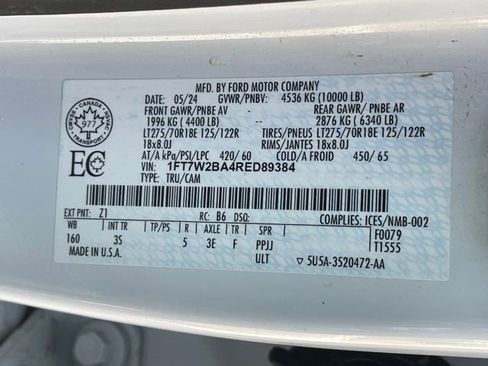 MFD. BY FORD MOTOR COMPANY
DATE: 05/24 GVWR/PNBV: 4536 KG (10000 LB)
FRONT GAWR/PNBE AV REAR GAWR/ PNBE AR
1996 KG ( 4400 LB) 2876 KG ( 6340 LB)
LT275/70R18E 125/122R TIRES/PNEUS LT275/70R18E 125/122R
18x8.0J RIMS/JANTES 18x8.0J
AT/A kPa/PSI/LPC 420/ 60 COLD/A FROID 450/ 65
VIN: 1FT7W2BA4RED89384
TYPE: TRU/CAM
CANADA
977
TRANSPORT
EC
EXT PNT: Z1 RC: B6 DSO: COMPLIES: ICES/NMB-002
WB INT TR R AXLE TR F0079
160 3S 5 3E F PPJJ T1555
MADE IN U.S.A. ULT 5U5A-3520472-AA